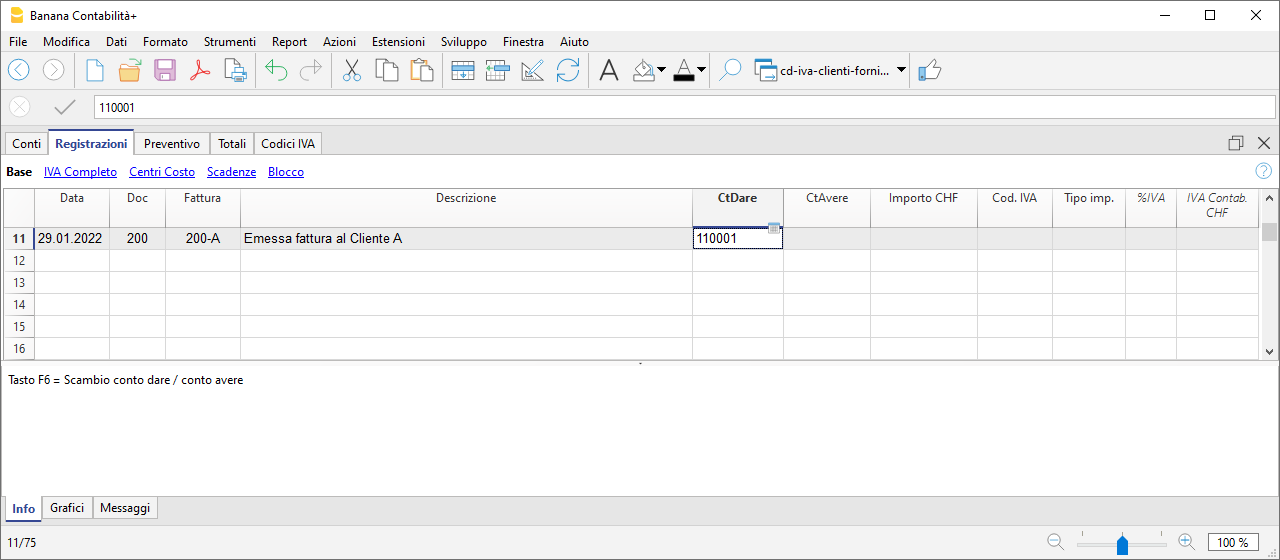 Banana Contabilità+
File Modifica Dati Formato Strumenti Report Azioni Estensioni Sviluppo Finestra Aiuto
cd-iva-clienti-forni...
110001
Conti Registrazioni Preventivo Totali Codici IVA
Base IVA Completo Centri Costo Scadenze Blocco
Data Doc Fattura Descrizione CtDare CtAvere Importo CHF Cod. IVA Tipo imp. %IVA IVA Contab. CHF
11 29.01.2022 200 200-A Emessa fattura al Cliente A 110001
12
13
14
15
16
Tasto F6 = Scambio conto dare / conto avere
Info Grafici Messaggi
11/75 100 %